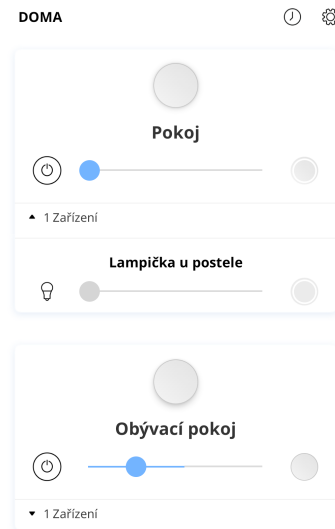 DOMA
Pokoj
1 Zařízení
Lampička u postele
Obývací pokoj
1 Zařízení